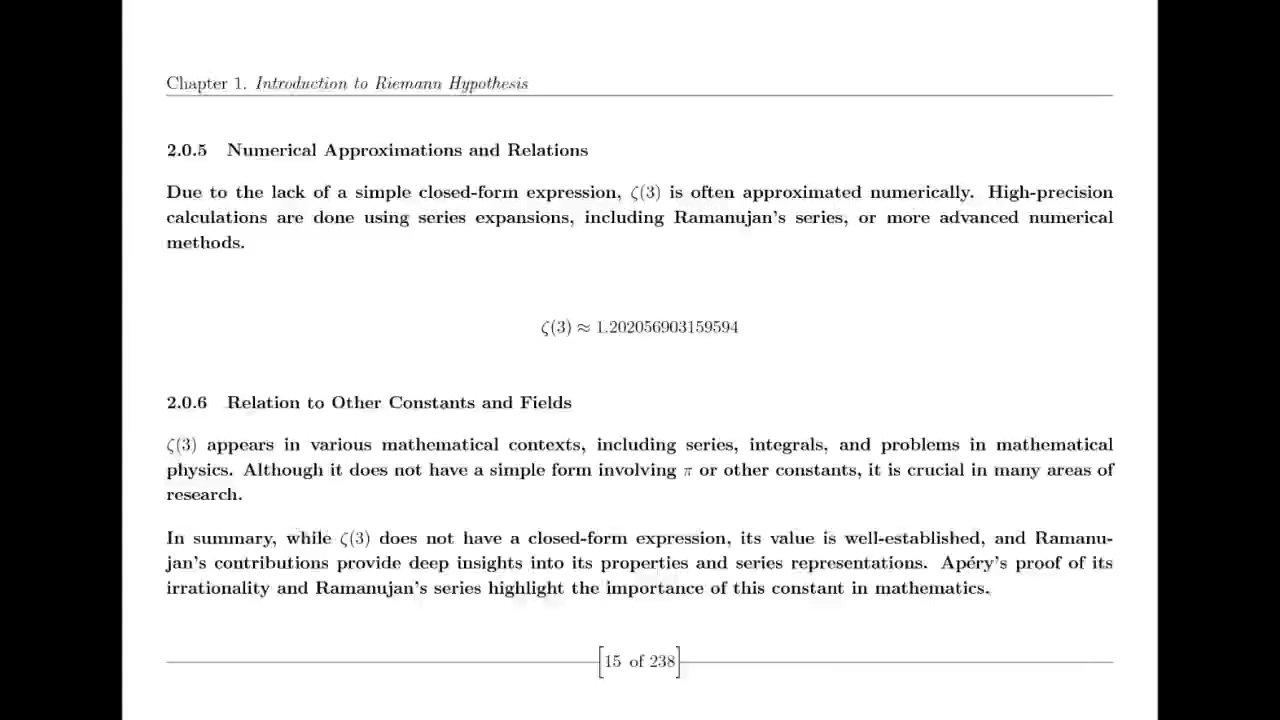 Chapter 1. Introduction to Riemann Hypothesis
2.0.5 Numerical Approximations and Relations
Due to the lack of a simple closed-form expression, ζ(3) is often approximated numerically. High-precision
calculations are done using series expansions, including Ramanujan's series, or more advanced numerical
methods.
ζ(3) ≈ 1.202056903159594
2.0.6 Relation to Other Constants and Fields
ζ(3) appears in various mathematical contexts, including series, integrals, and problems in mathematical
physics. Although it does not have a simple form involving π or other constants, it is crucial in many areas of
research.
In summary, while ζ(3) does not have a closed-form expression, its value is well-established, and Ramanu-
jan's contributions provide deep insights into its properties and series representations. Apéry's proof of its
irrationality and Ramanujan's series highlight the importance of this constant in mathematics.
15 of 238